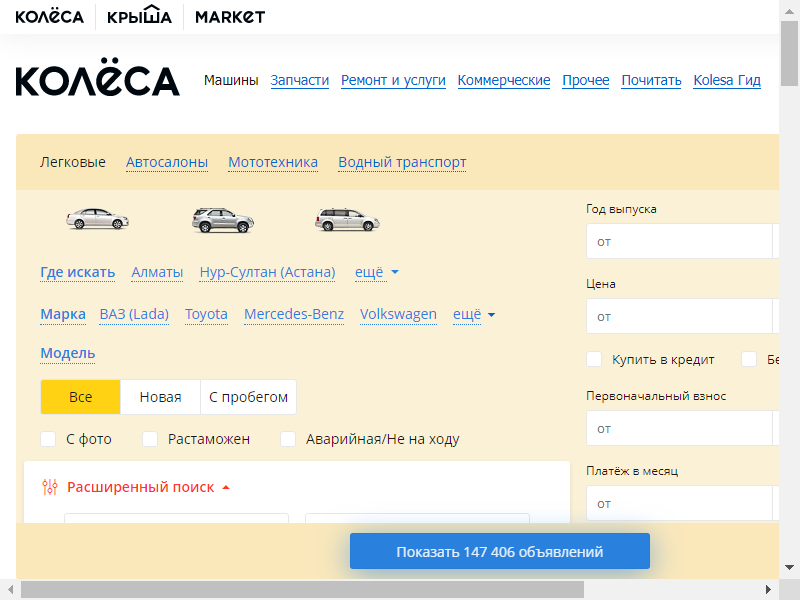 КОЛЁСА КРЫША MARKET
КОЛЁСА Машины Запчасти Ремонт и услуги Коммерческие Прочее Почитать Kolesa Гид
Легковые Автосалоны Мототехника Водный транспорт
Год выпуска
от
Где искать Алматы Нур-Султан (Астана) ещё
Цена
от
Марка ВАЗ (Lada) Toyota Mercedes-Benz Volkswagen ещё
Модель
Купить в кредит Бе
Все Новая С пробегом
Первоначальный взнос
от
С фото Растаможен Аварийная/Не на ходу
Платёж в месяц
от
Расширенный поиск
Показать 147 406 объявлений